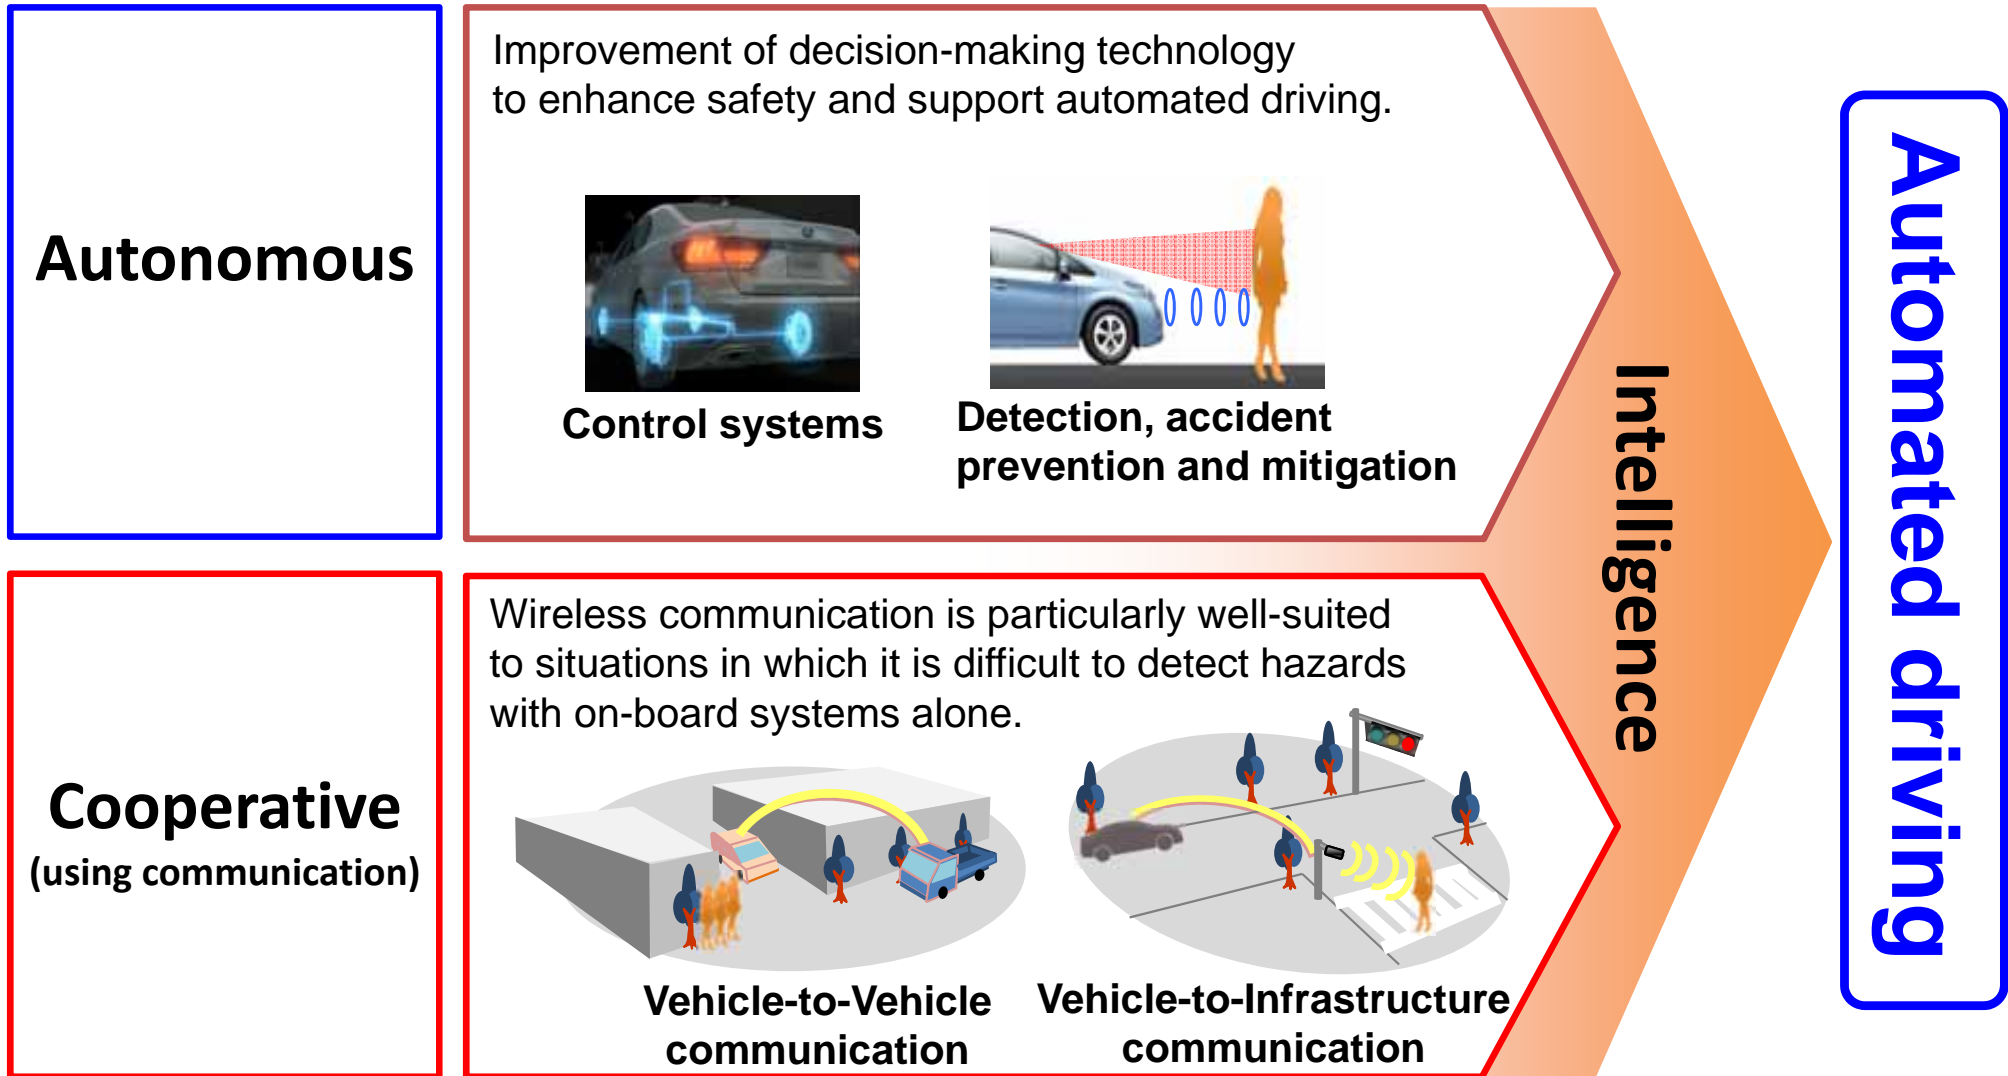 Autonomous
Improvement of decision-making technology
to enhance safety and support automated driving.
Control systems
Detection, accident
prevention and mitigation
Cooperative
(using communication)
Wireless communication is particularly well-suited
to situations in which it is difficult to detect hazards
with on-board systems alone.
Vehicle-to-Vehicle
communication
Vehicle-to-Infrastructure
communication
Intelligence
Automated driving